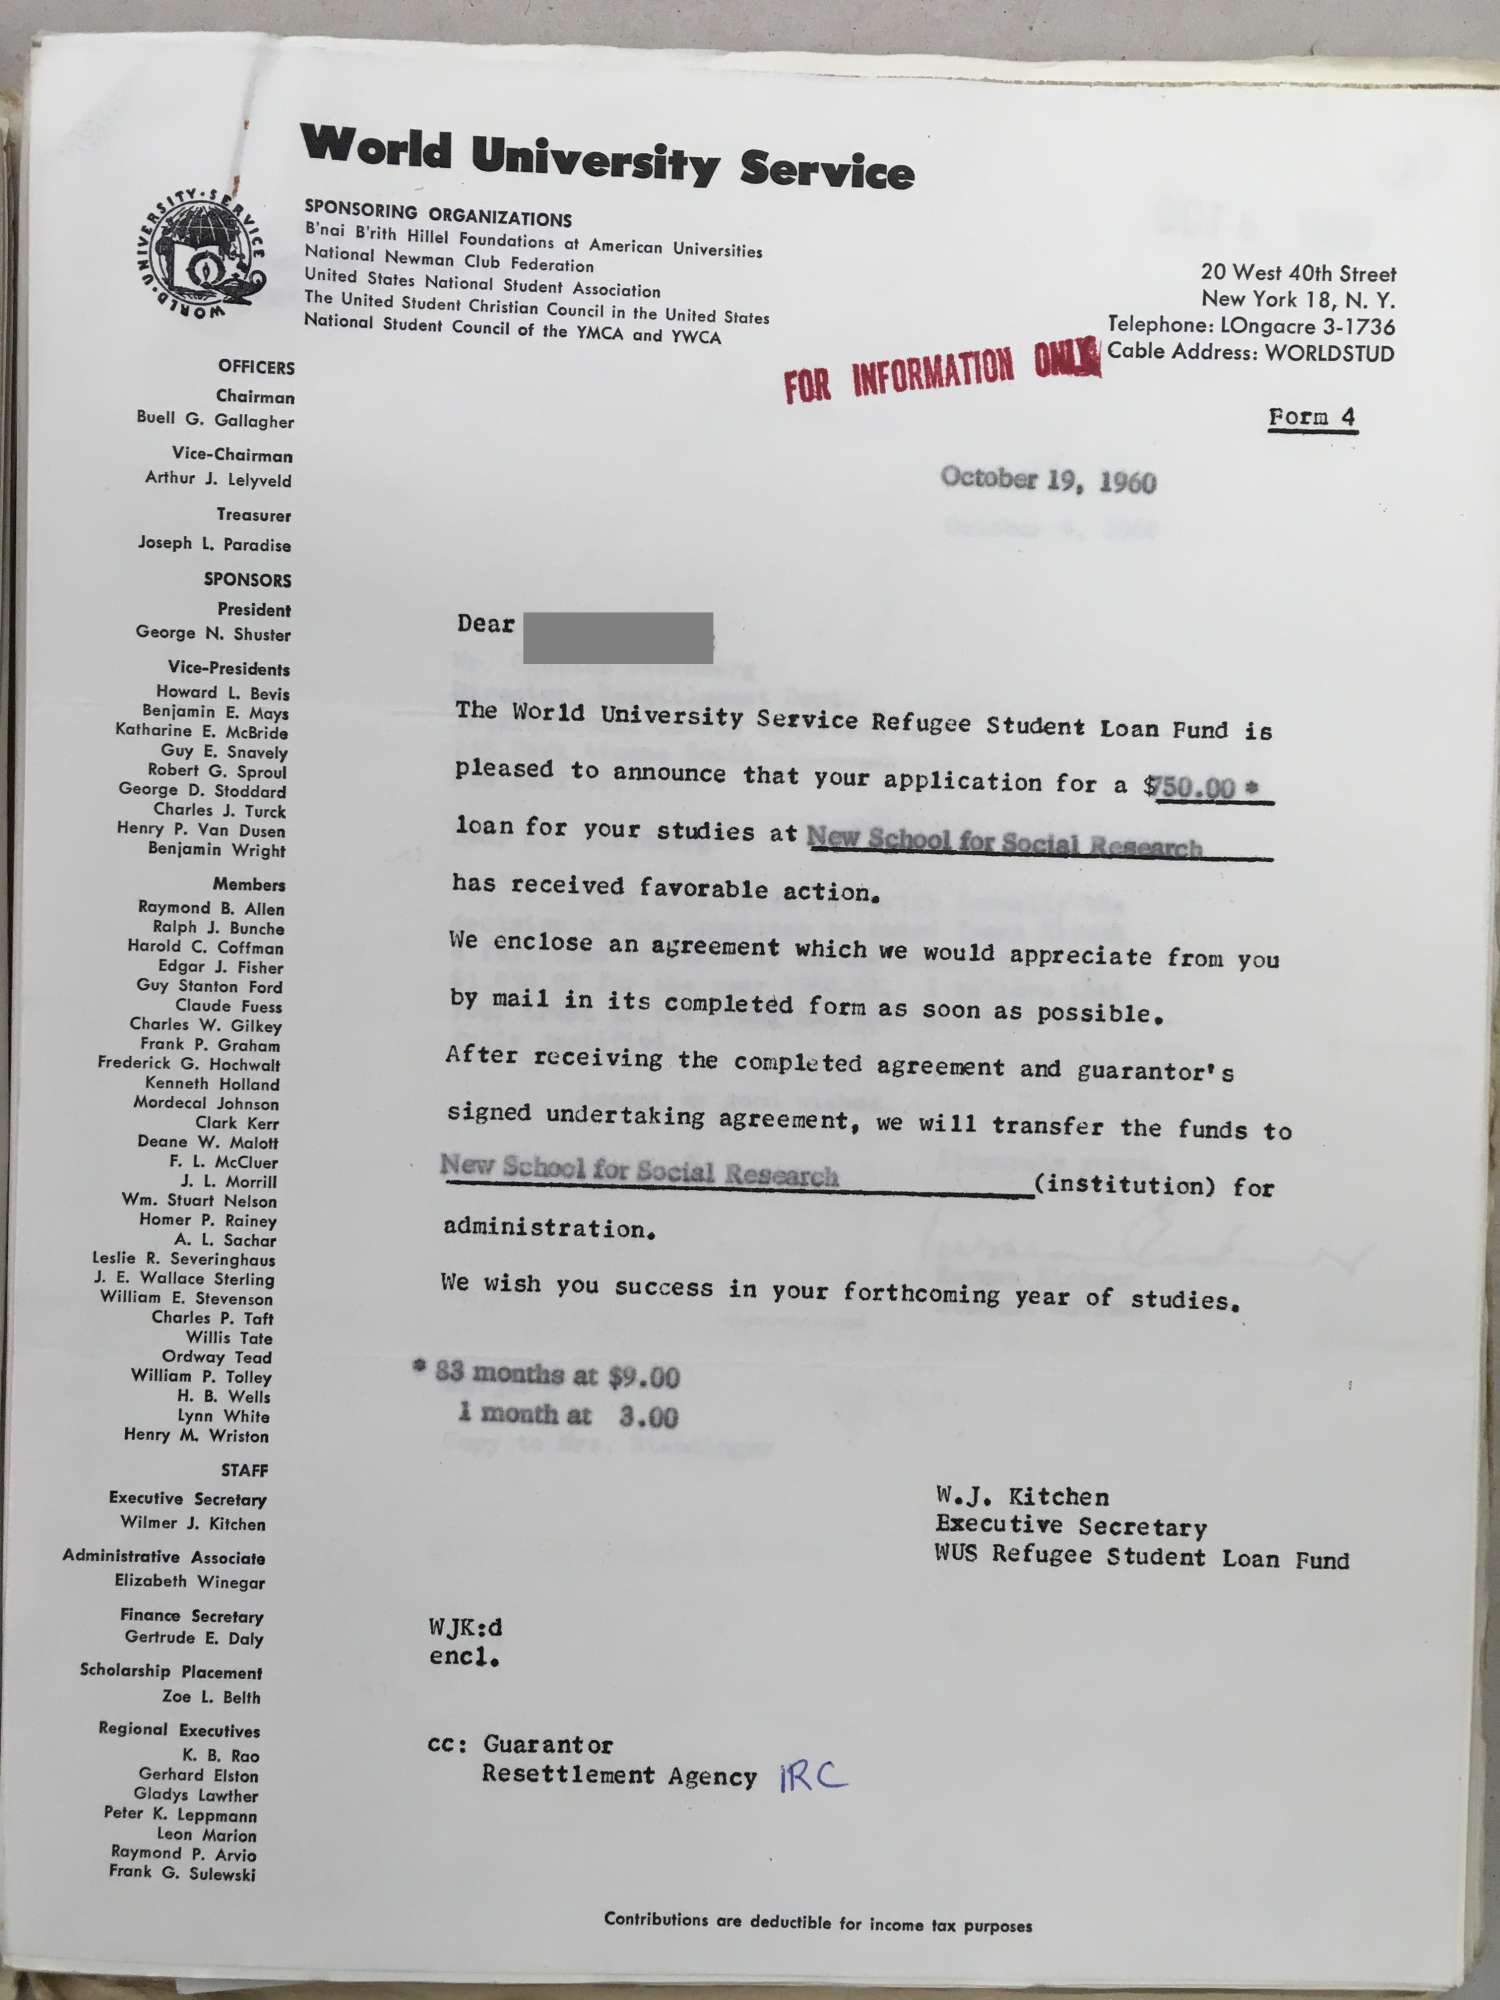 World University Service
WORLD · UNIVERSITY · SERVICE
SPONSORING ORGANIZATIONS
B'nai B'rith Hillel Foundations at American Universities
National Newman Club Federation
United States National Student Association
The United Student Christian Council in the United States
National Student Council of the YMCA and YWCA
20 West 40th Street
New York 18, N. Y.
Telephone: LOngacre 3-1736
Cable Address: WORLDSTUD
FOR INFORMATION ONLY
Form 4
October 19, 1960
OFFICERS
Chairman
Buell G. Gallagher
Vice-Chairman
Arthur J. Lelyveld
Treasurer
Joseph L. Paradise
SPONSORS
President
George N. Shuster
Vice-Presidents
Howard L. Bevis
Benjamin E. Mays
Katharine E. McBride
Guy E. Snavely
Robert G. Sproul
George D. Stoddard
Charles J. Turck
Henry P. Van Dusen
Benjamin Wright
Members
Raymond B. Allen
Ralph J. Bunche
Harold C. Coffman
Edgar J. Fisher
Guy Stanton Ford
Claude Fuess
Charles W. Gilkey
Frank P. Graham
Frederick G. Hochwalt
Kenneth Holland
Mordecai Johnson
Clark Kerr
Deane W. Malott
F. L. McCluer
J. L. Morrill
Wm. Stuart Nelson
Homer P. Rainey
A. L. Sachar
Leslie R. Severinghaus
J. E. Wallace Sterling
William E. Stevenson
Charles P. Taft
Willis Tate
Ordway Tead
William P. Tolley
H. B. Wells
Lynn White
Henry M. Wriston
STAFF
Executive Secretary
Wilmer J. Kitchen
Administrative Associate
Elizabeth Winegar
Finance Secretary
Gertrude E. Daly
Scholarship Placement
Zoe L. Belth
Regional Executives
K. B. Rao
Gerhard Elston
Gladys Lawther
Peter K. Leppmann
Leon Marion
Raymond P. Arvio
Frank G. Sulewski
Dear
The World University Service Refugee Student Loan Fund is
pleased to announce that your application for a $750.00 *
loan for your studies at New School for Social Research
has received favorable action.
We enclose an agreement which we would appreciate from you
by mail in its completed form as soon as possible.
After receiving the completed agreement and guarantor's
signed undertaking agreement, we will transfer the funds to
New School for Social Research (institution) for
administration.
We wish you success in your forthcoming year of studies.
* 83 months at $9.00
1 month at 3.00
W.J. Kitchen
Executive Secretary
WUS Refugee Student Loan Fund
WJK:d
encl.
cc: Guarantor
Resettlement Agency IRC
Contributions are deductible for income tax purposes